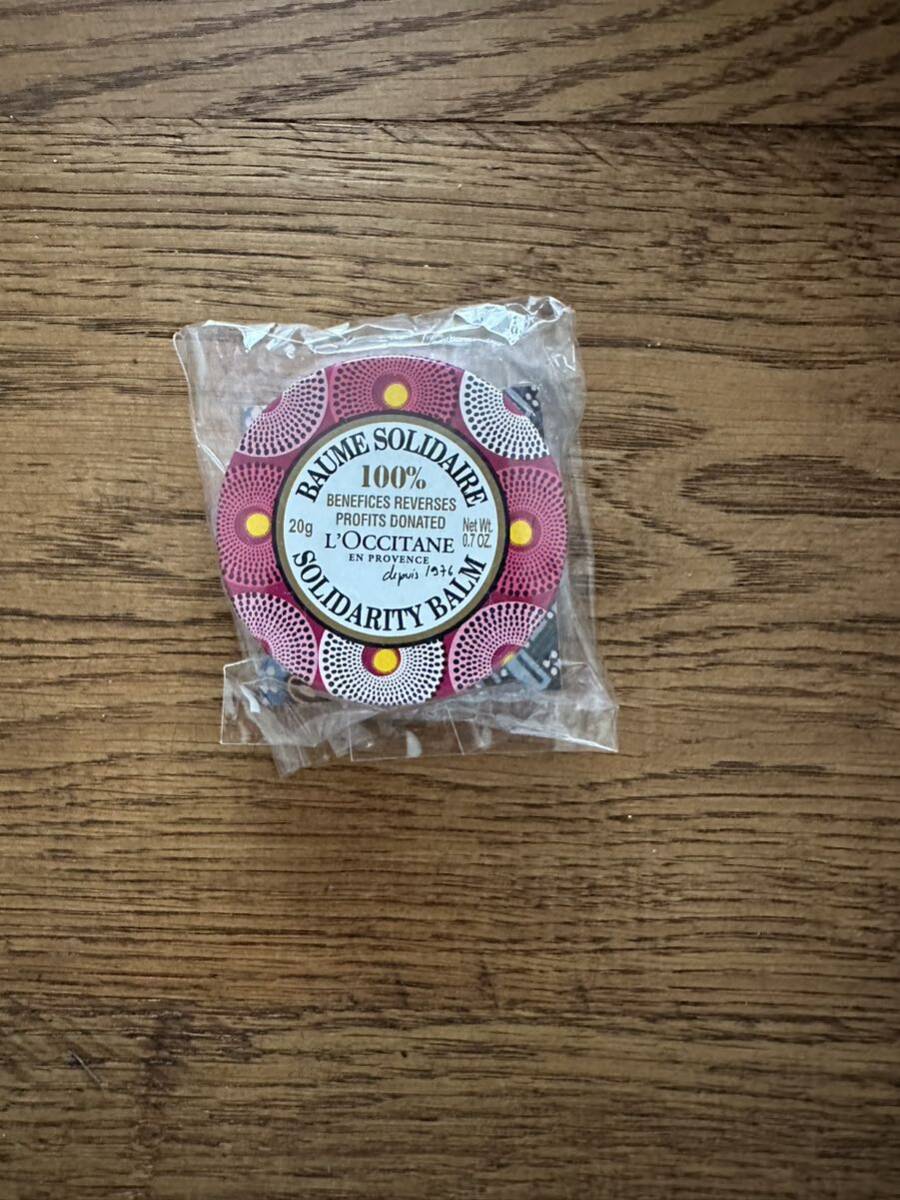 BAUME SOLIDAIRE
100%
BENEFICES REVERSES
PROFITS DONATED
20g
Net Wt.
0.7 OZ.
L'OCCITANE
EN PROVENCE
depuis 1976
SOLIDARITY BALM